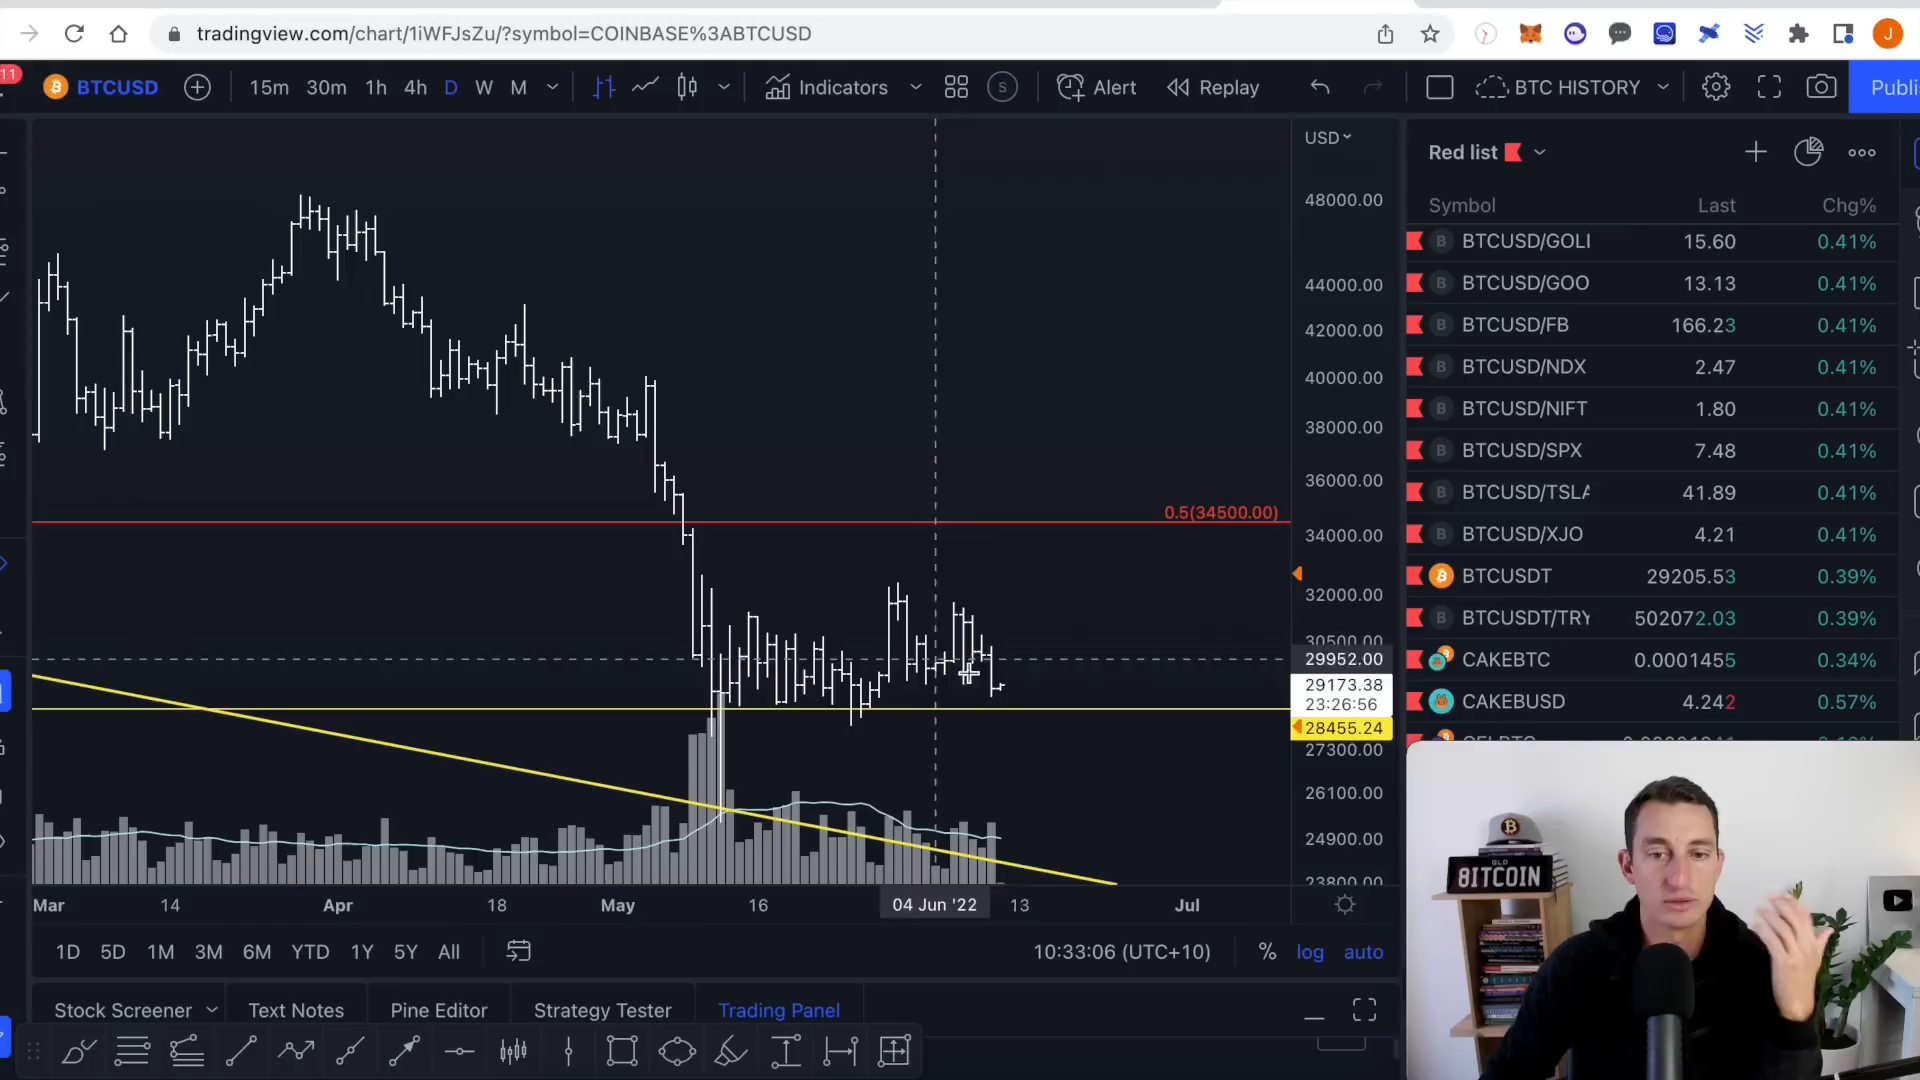 tradingview.com/chart/1iWFJsZu/?symbol=COINBASE%3ABTCUSD
J
11
BTCUSD
15m 30m 1h 4h D W M
Indicators
S
Alert
Replay
BTC HISTORY
Publi
USD
48000.00
44000.00
42000.00
40000.00
38000.00
36000.00
0.5(34500.00)
34000.00
32000.00
30500.00
29952.00
29173.38
23:26:56
28455.24
27300.00
26100.00
24900.00
23800.00
Mar 14 Apr 18 May 16 04 Jun '22 13 Jul
1D 5D 1M 3M 6M YTD 1Y 5Y All
10:33:06 (UTC+10)
% log auto
Stock Screener Text Notes Pine Editor Strategy Tester Trading Panel
Red list
Symbol Last Chg%
B BTCUSD/GOLI 15.60 0.41%
B BTCUSD/GOO 13.13 0.41%
B BTCUSD/FB 166.23 0.41%
B BTCUSD/NDX 2.47 0.41%
B BTCUSD/NIFT 1.80 0.41%
B BTCUSD/SPX 7.48 0.41%
B BTCUSD/TSLA 41.89 0.41%
B BTCUSD/XJO 4.21 0.41%
BTCUSDT 29205.53 0.39%
B BTCUSDT/TRY 502072.03 0.39%
CAKEBTC 0.0001455 0.34%
CAKEBUSD 4.242 0.57%
QLD
8ITCOIN